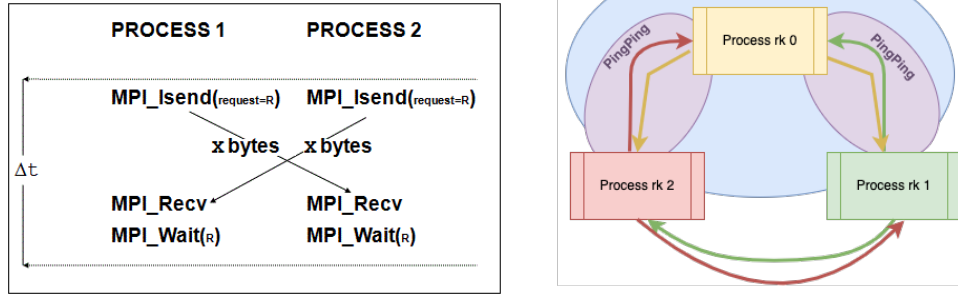 PROCESS 1 PROCESS 2
MPI_Isend(request=R) MPI_Isend(request=R)
x bytes x bytes
Δt
MPI_Recv MPI_Recv
MPI_Wait(R) MPI_Wait(R)
Process rk 0
PingPing
PingPing
Process rk 2
Process rk 1